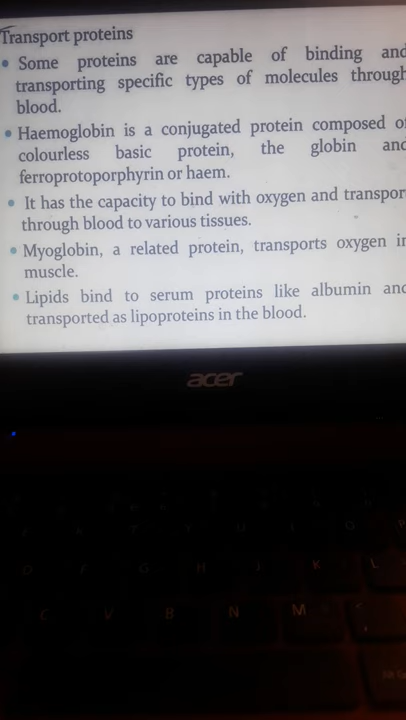 Transport proteins
• Some proteins are capable of binding and
transporting specific types of molecules through
blood.
• Haemoglobin is a conjugated protein composed of
colourless basic protein, the globin and
ferroprotoporphyrin or haem.
• It has the capacity to bind with oxygen and transpor
through blood to various tissues.
• Myoglobin, a related protein, transports oxygen in
muscle.
• Lipids bind to serum proteins like albumin and
transported as lipoproteins in the blood.
acer
Y U I O P
D F G H J K L
C V B N M